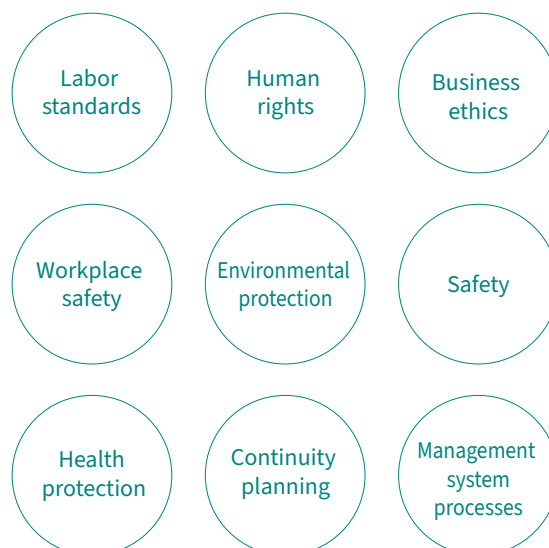 Labor
standards
Human
rights
Business
ethics
Workplace
safety
Environmental
protection
Safety
Health
protection
Continuity
planning
Management
system
processes